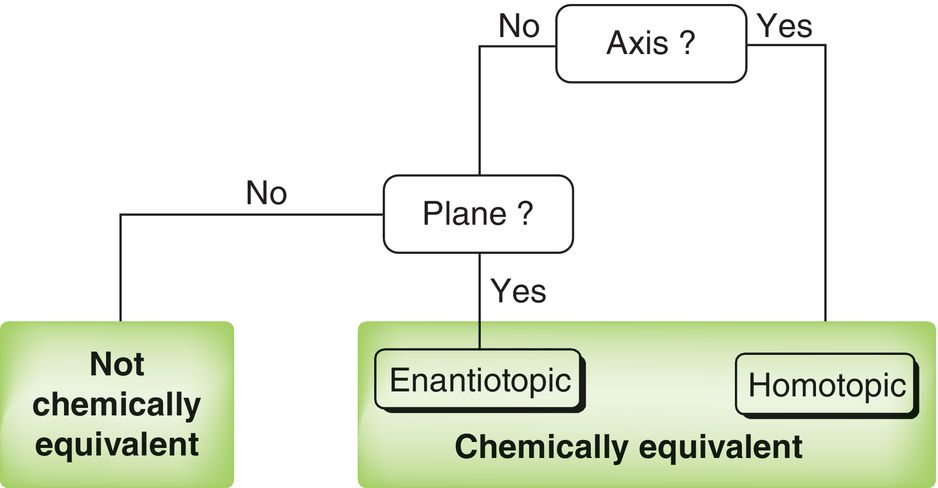 No
Axis ?
Yes
No
Plane ?
Yes
Not
chemically
equivalent
Enantiotopic
Homotopic
Chemically equivalent